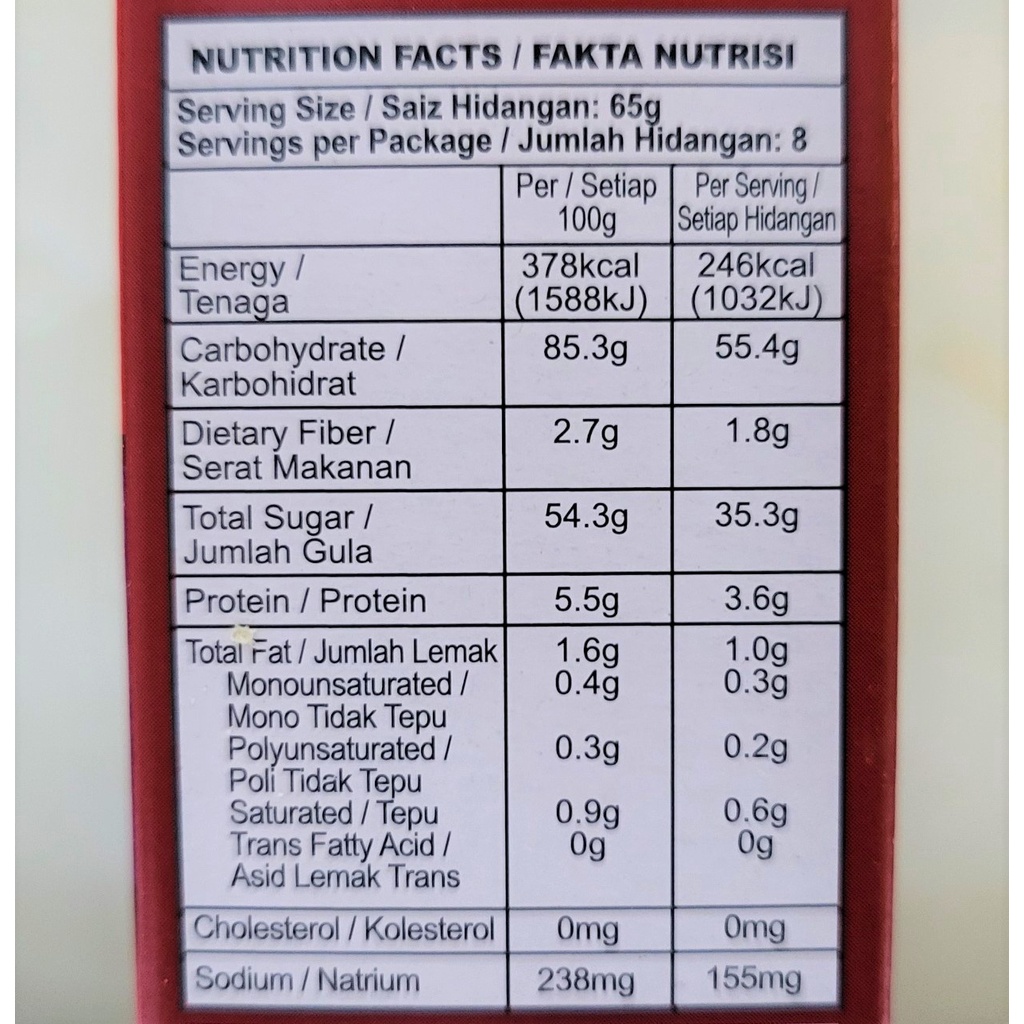 NUTRITION FACTS / FAKTA NUTRISI
Serving Size / Saiz Hidangan: 65g
Servings per Package / Jumlah Hidangan: 8
Per / Setiap 100g
Per Serving / Setiap Hidangan
Energy / Tenaga 378kcal (1588kJ) 246kcal (1032kJ)
Carbohydrate / Karbohidrat 85.3g 55.4g
Dietary Fiber / Serat Makanan 2.7g 1.8g
Total Sugar / Jumlah Gula 54.3g 35.3g
Protein / Protein 5.5g 3.6g
Total Fat / Jumlah Lemak 1.6g 1.0g
Monounsaturated / Mono Tidak Tepu 0.4g 0.3g
Polyunsaturated / Poli Tidak Tepu 0.3g 0.2g
Saturated / Tepu 0.9g 0.6g
Trans Fatty Acid / Asid Lemak Trans 0g 0g
Cholesterol / Kolesterol 0mg 0mg
Sodium / Natrium 238mg 155mg